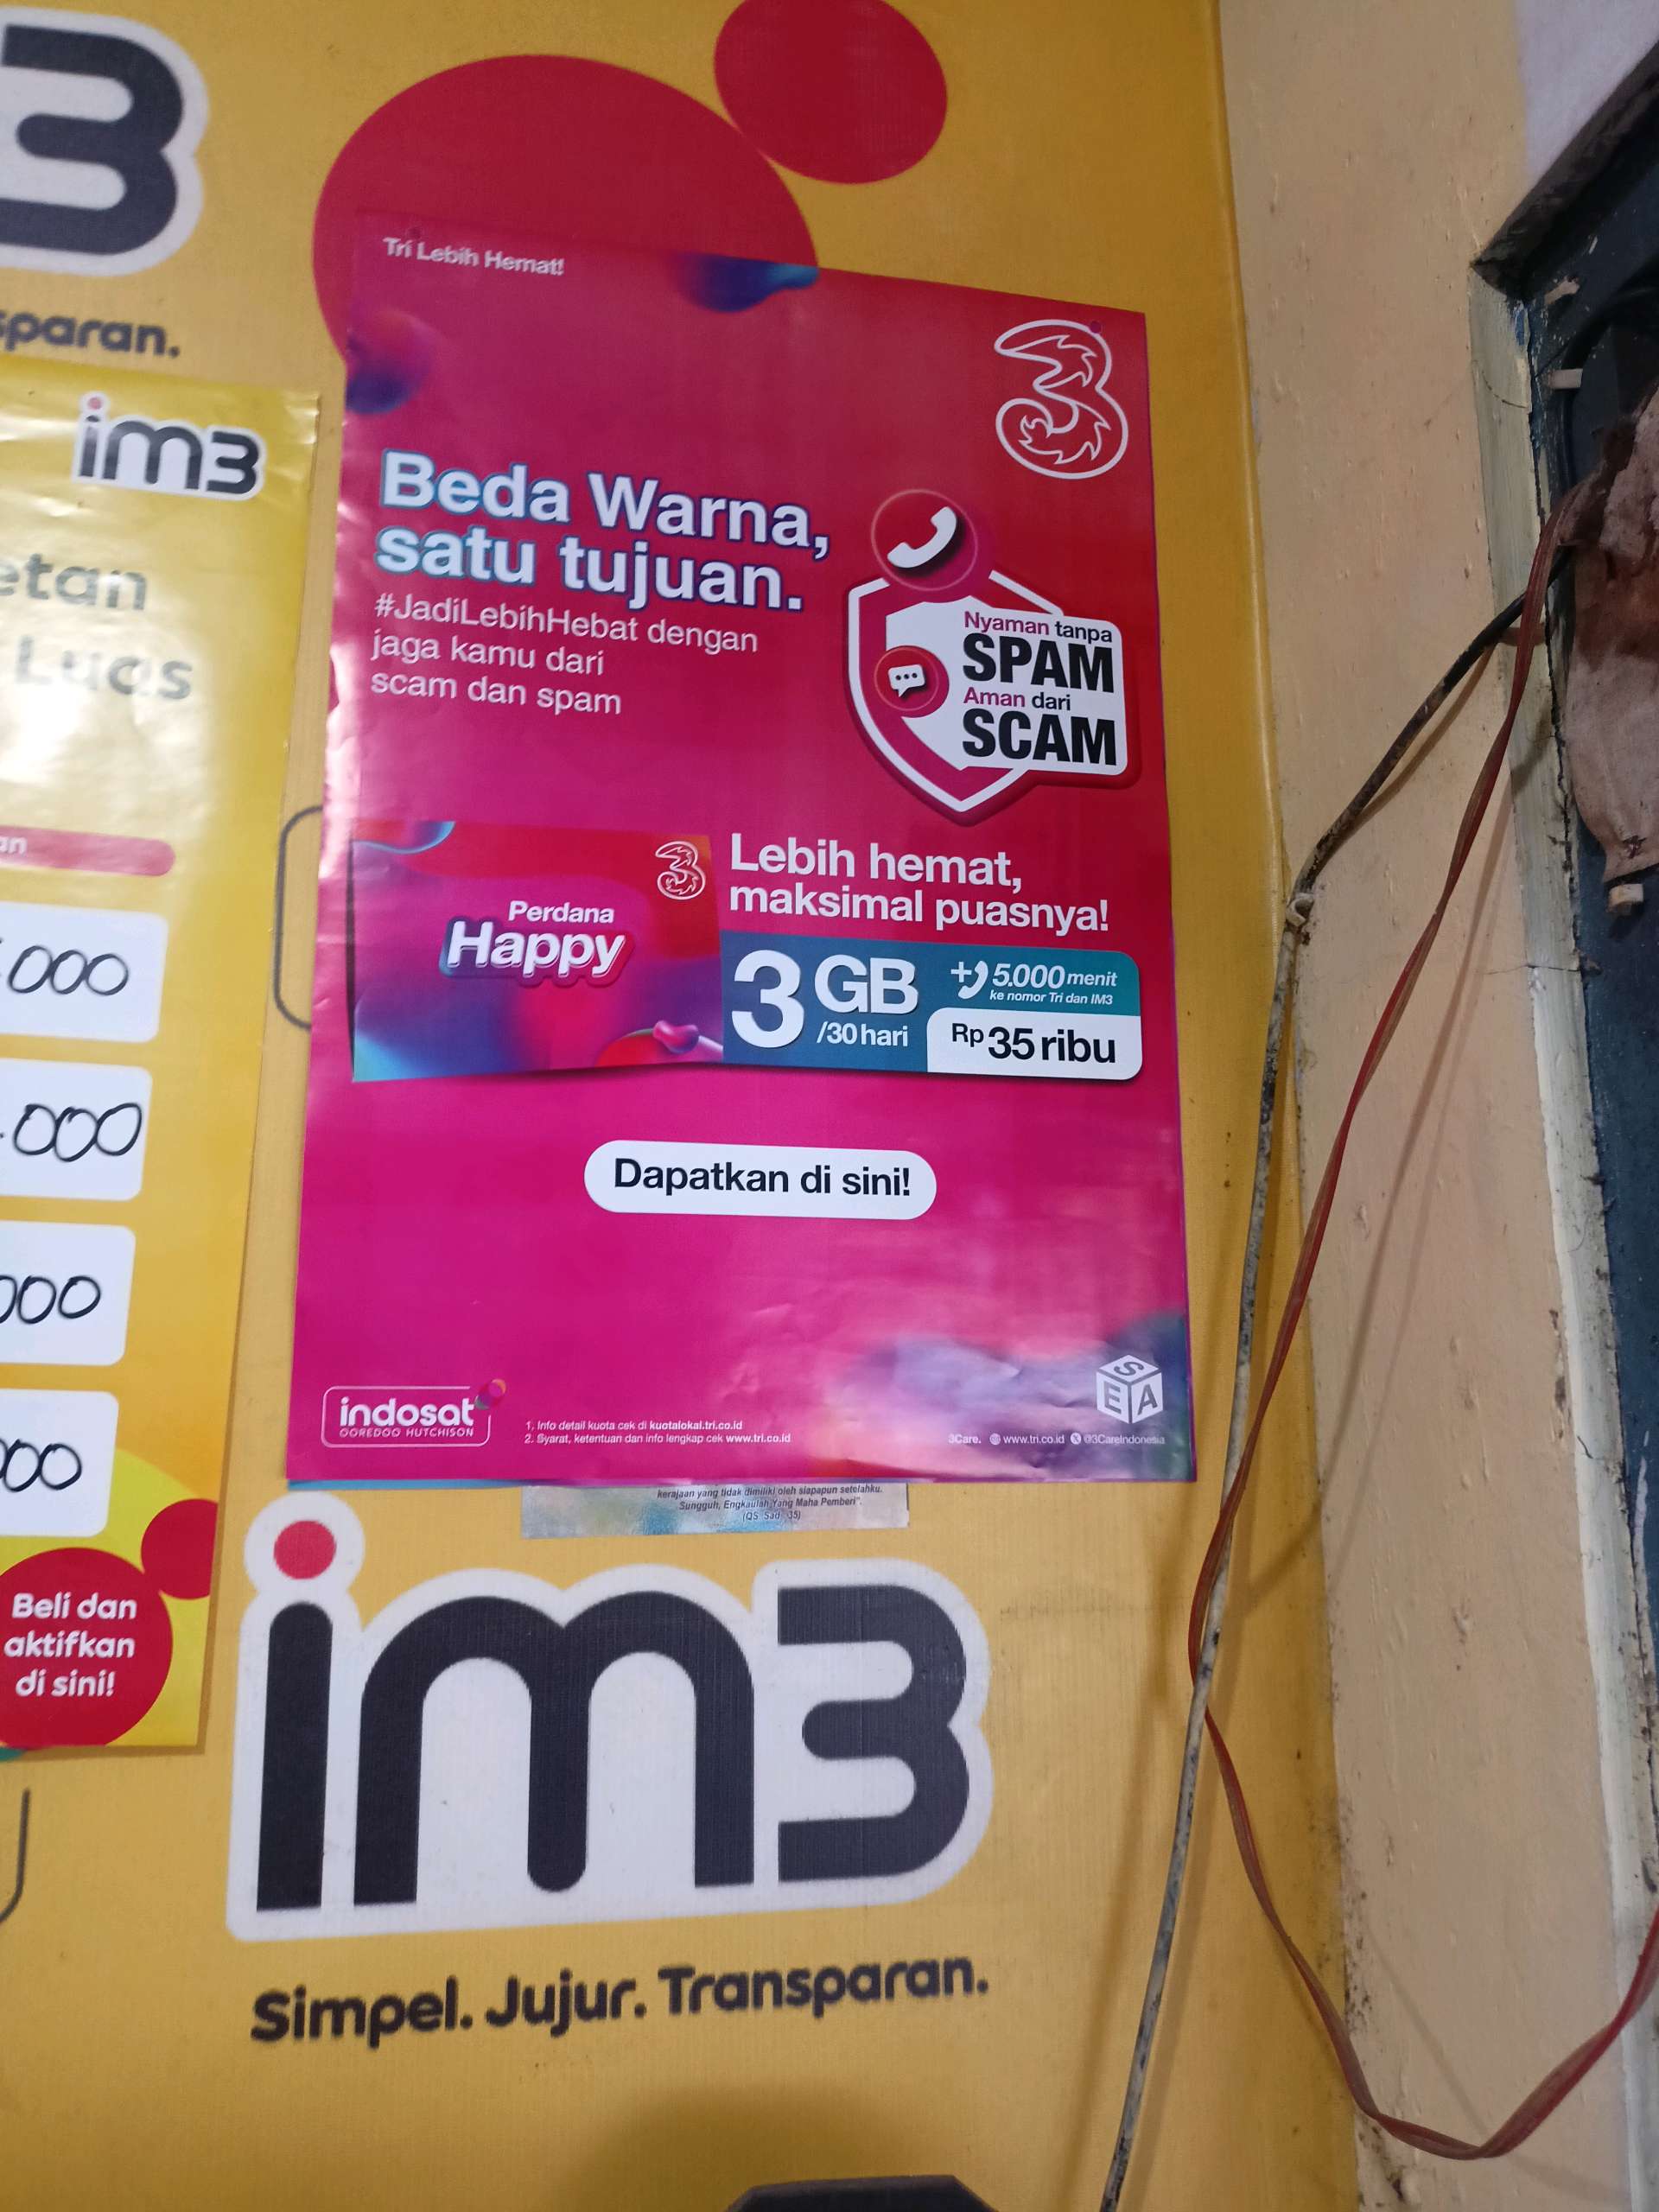 3
sparan.
im3
etan
Luas
an
000
.000
000
000
Beli dan
aktifkan
di sini!
Tri Lebih Hemat!
3
Beda Warna,
satu tujuan.
#JadiLebihHebat dengan
jaga kamu dari
scam dan spam
Nyaman tanpa
SPAM
Aman dari
SCAM
Perdana
Happy
3
Lebih hemat,
maksimal puasnya!
3 GB
/30 hari
+ 5.000 menit
ke nomor Tri dan IM3
Rp 35 ribu
Dapatkan di sini!
indosat
OOREDOO HUTCHISON
1. Info detail kuota cek di kuotalokal.tri.co.id
2. Syarat, ketentuan dan info lengkap cek www.tri.co.id
3Care. www.tri.co.id @3CareIndonesia
SEA
kerajaan yang tidak dimiliki oleh siapapun setelahku.
Sungguh, Engkaulah Yang Maha Pemberi".
(QS Sad : 35)
im3
Simpel. Jujur. Transparan.